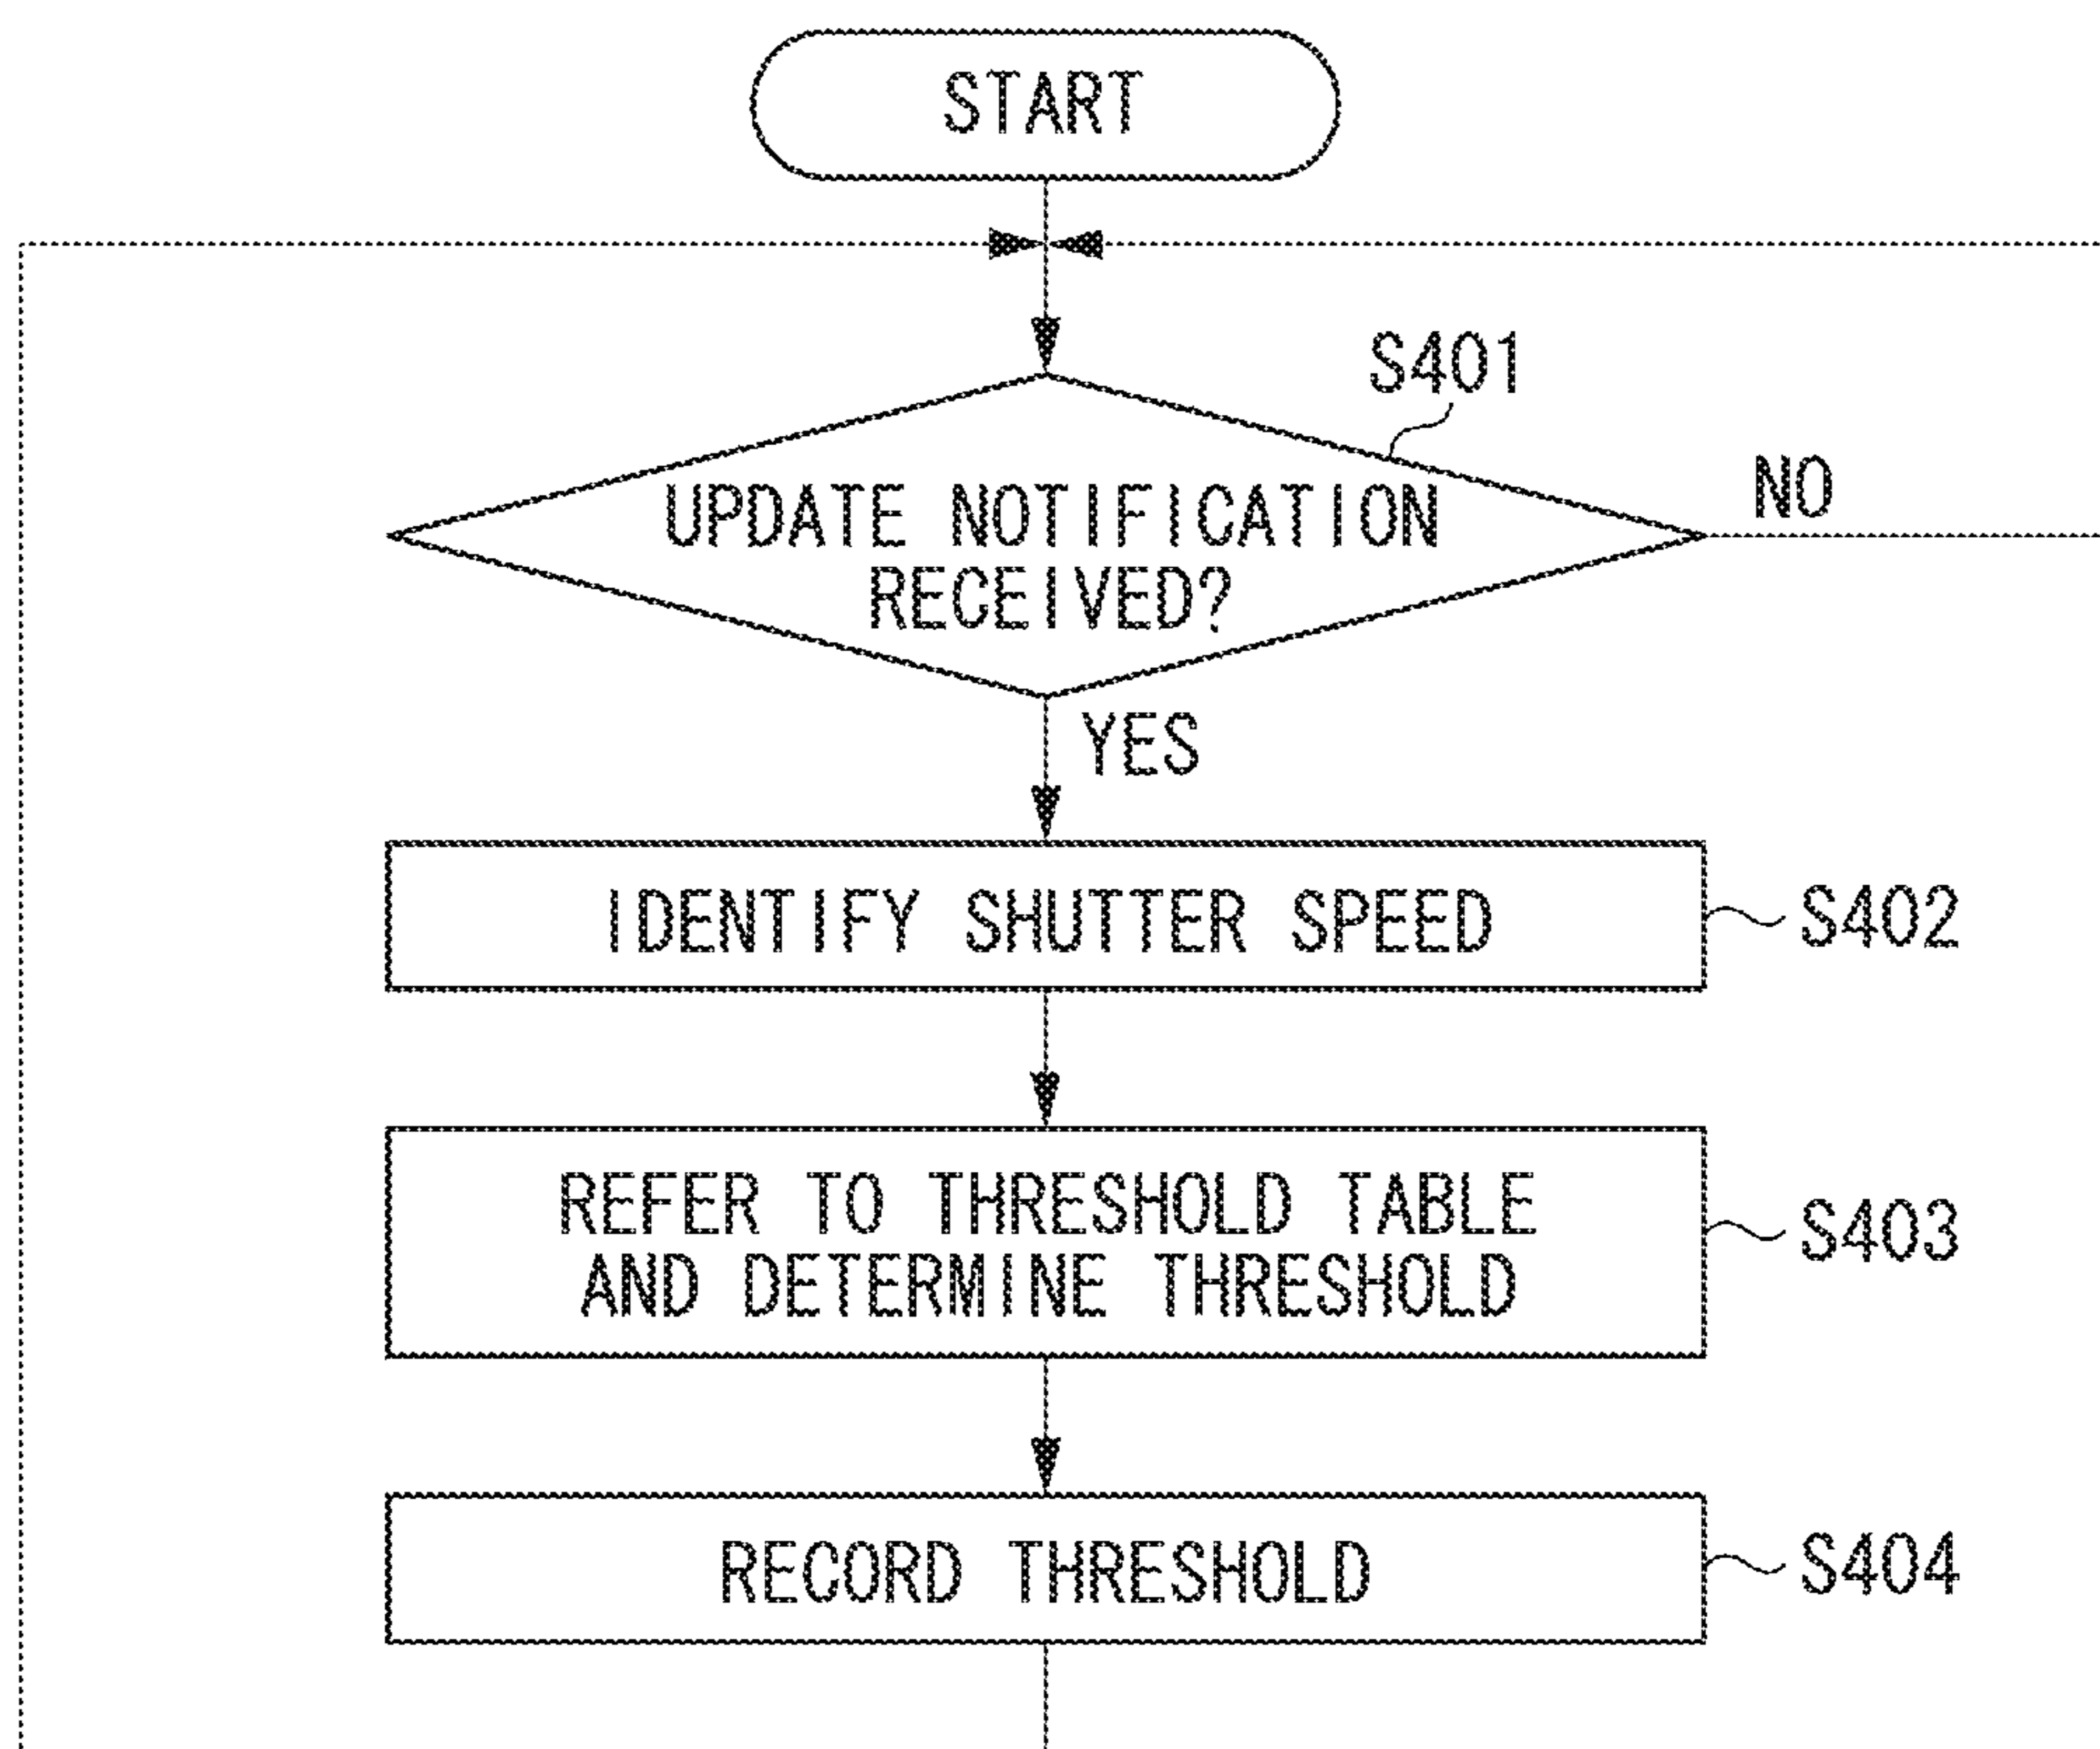 START
S401
UPDATE NOTIFICATION
RECEIVED?
NO
YES
IDENTIFY SHUTTER SPEED
S402
REFER TO THRESHOLD TABLE
AND DETERMINE THRESHOLD
S403
RECORD THRESHOLD
S404